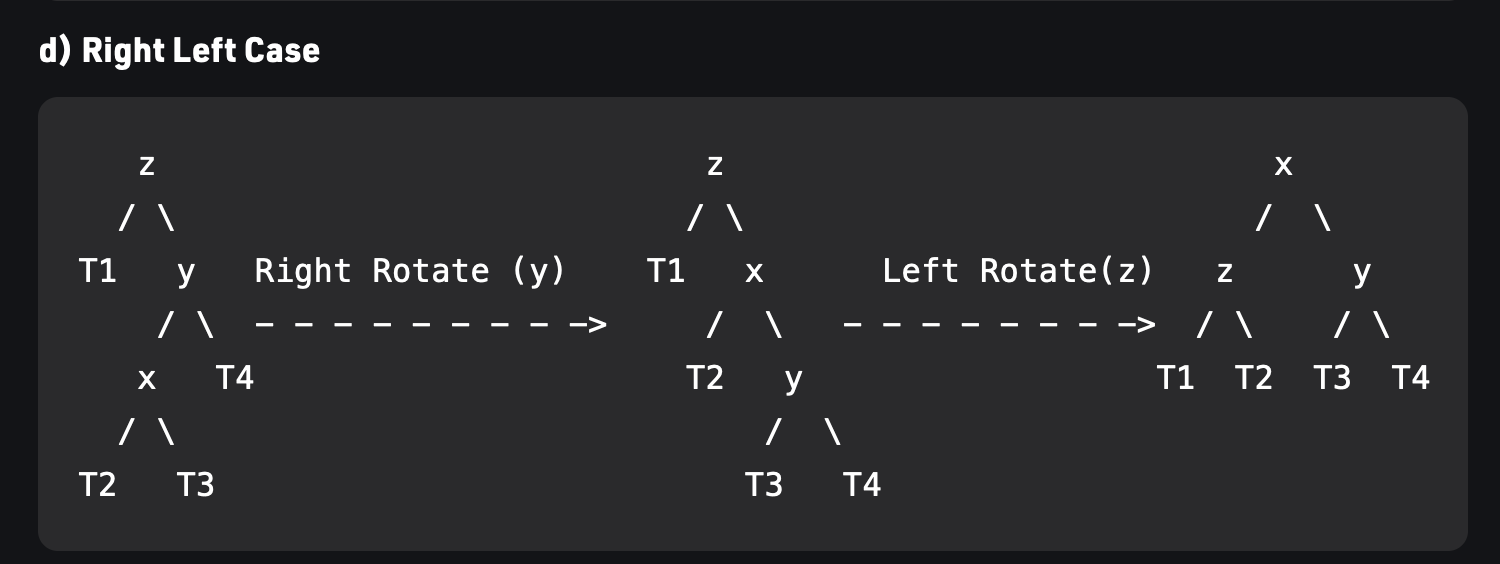 d) Right Left Case
z z x
/ \ / \ / \
T1 y Right Rotate (y) T1 x Left Rotate(z) z y
/ \ - - - - - - - - -> / \ - - - - - - - -> / \ / \
x T4 T2 y T1 T2 T3 T4
/ \ / \
T2 T3 T3 T4